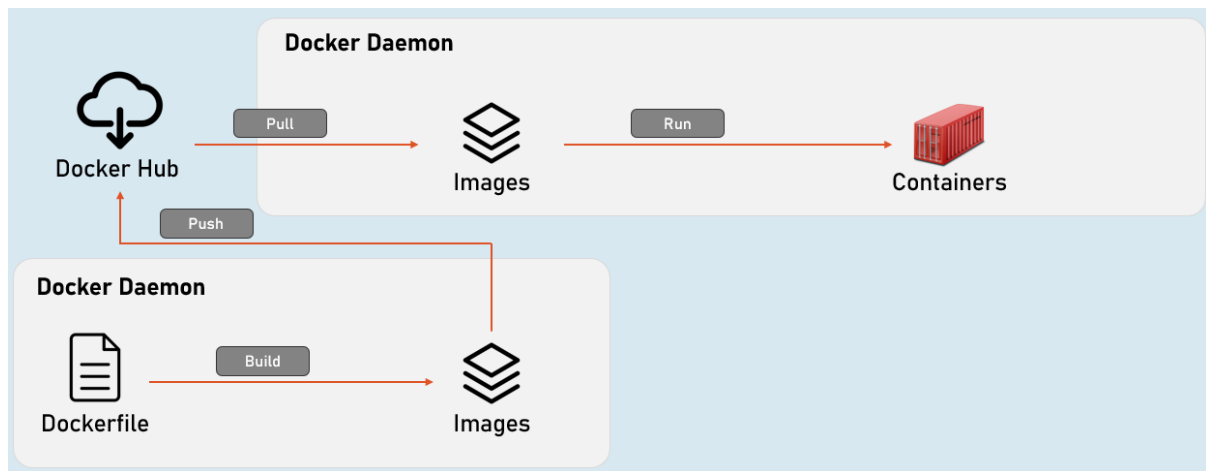 Docker Daemon
Pull
Run
Docker Hub
Images
Containers
Push
Docker Daemon
Build
Dockerfile
Images